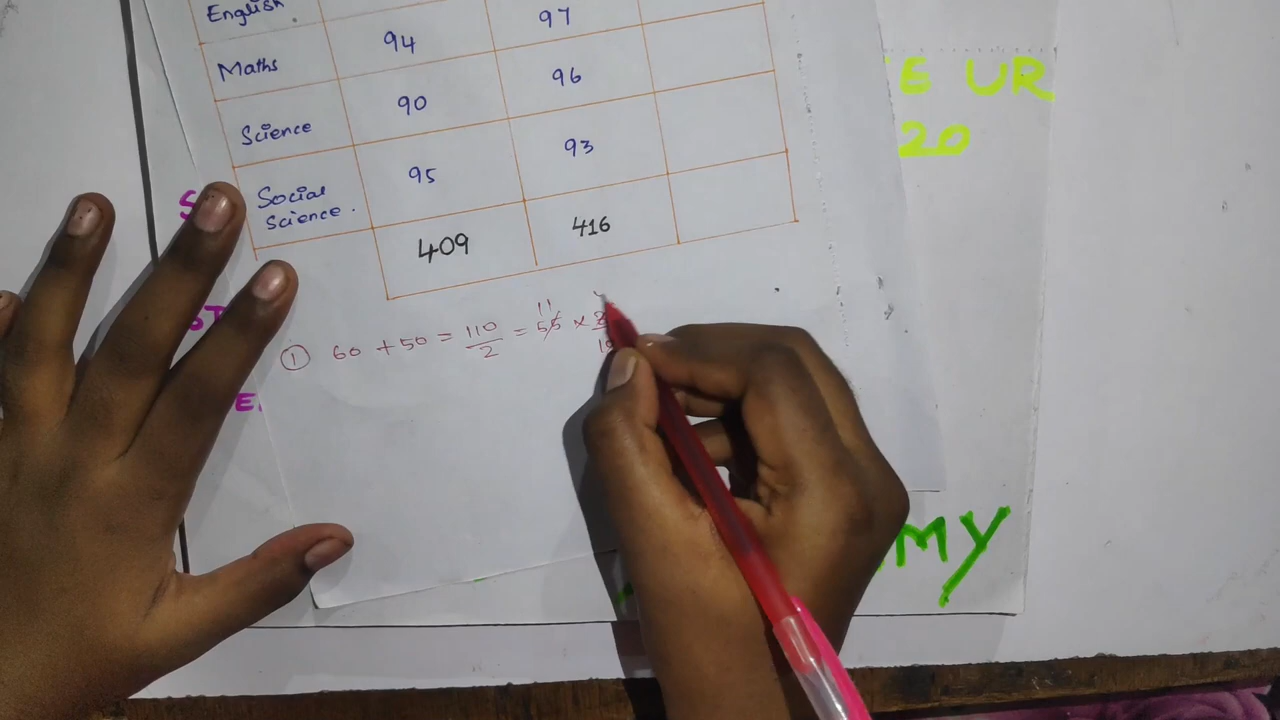 English 97
Maths 94 96
Science 90 93
Social
Science. 95
409 416
① 60 + 50 = 110/2 = 55 ×
11
E UR
20
MY